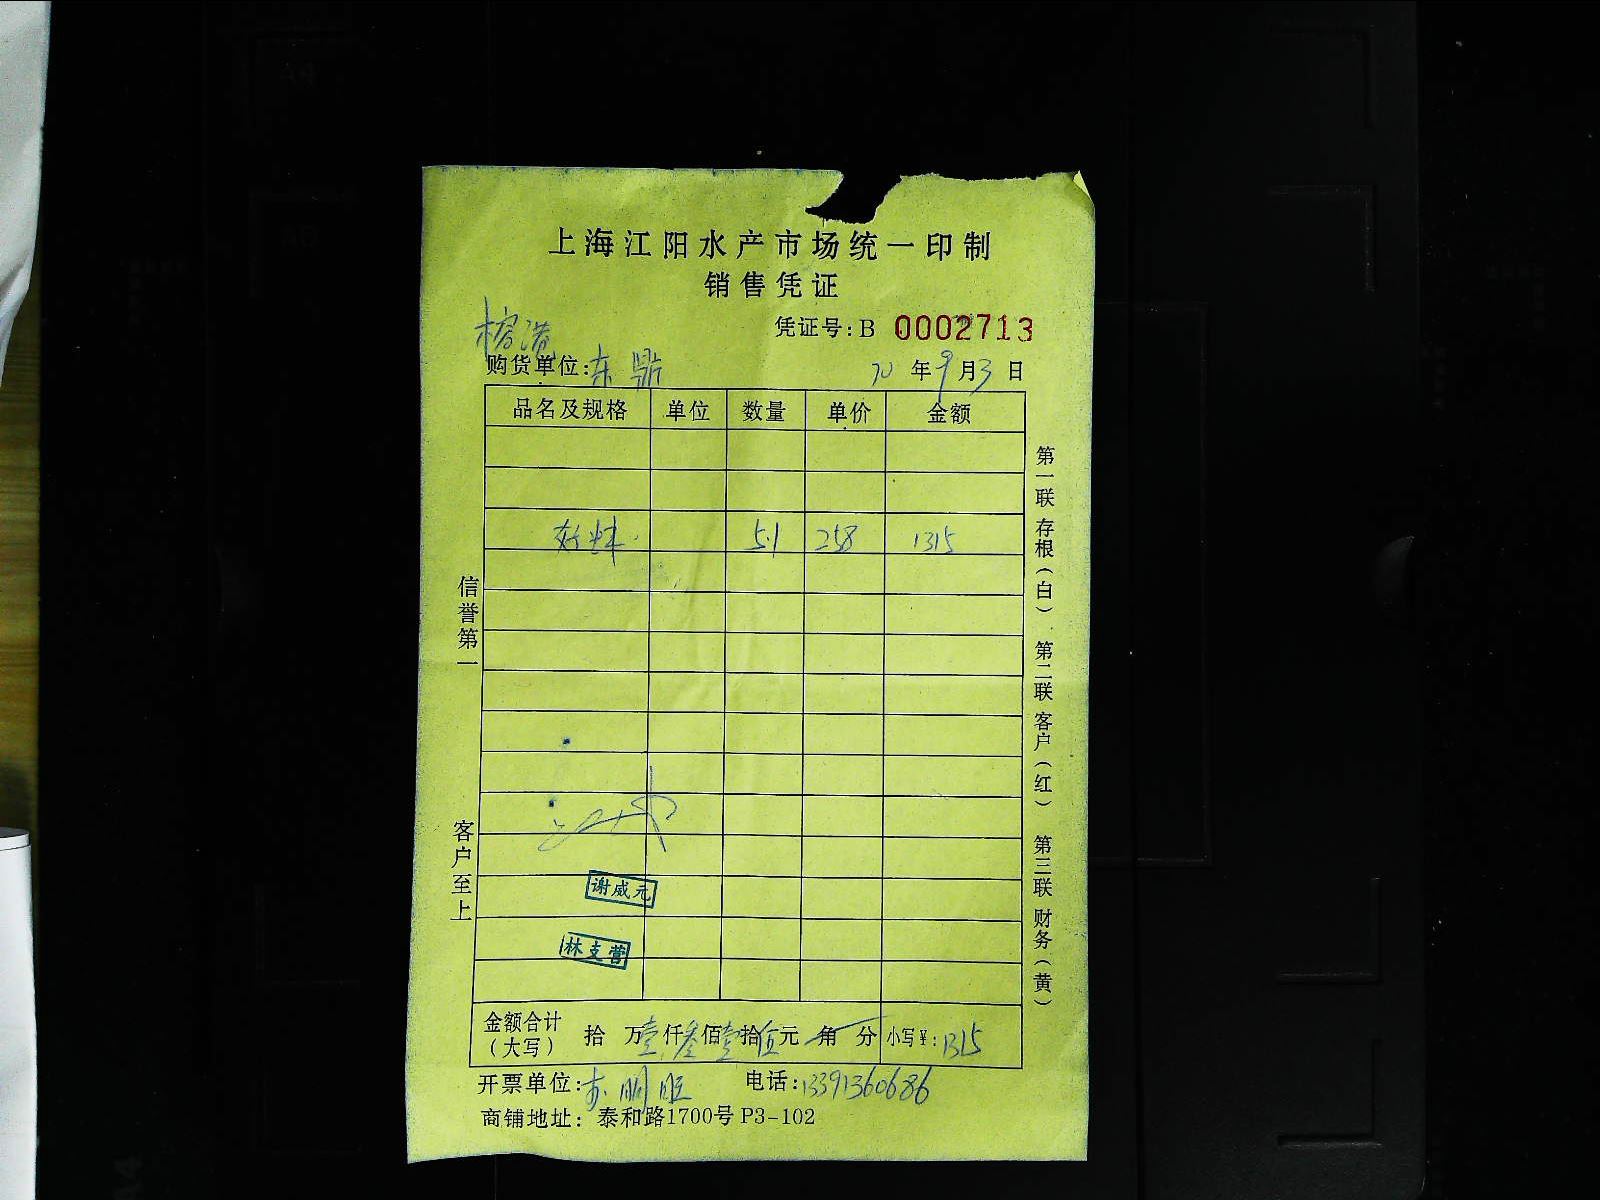 上海江阳水产市场统一印制
销售凭证
榕港
凭证号:B 0002713
购货单位:东鼎
20年9月3日
品名及规格 单位 数量 单价 金额
5.1 258 1315
信誉第一
客户至上
第一联 存根(白) 第二联 客户(红) 第三联 财务(黄)
谢威元
林支营
金额合计(大写) 拾 万壹仟叁佰壹拾伍元 角 分 小写¥:1315
开票单位: 电话:13391360686
商铺地址: 泰和路1700号 P3-102